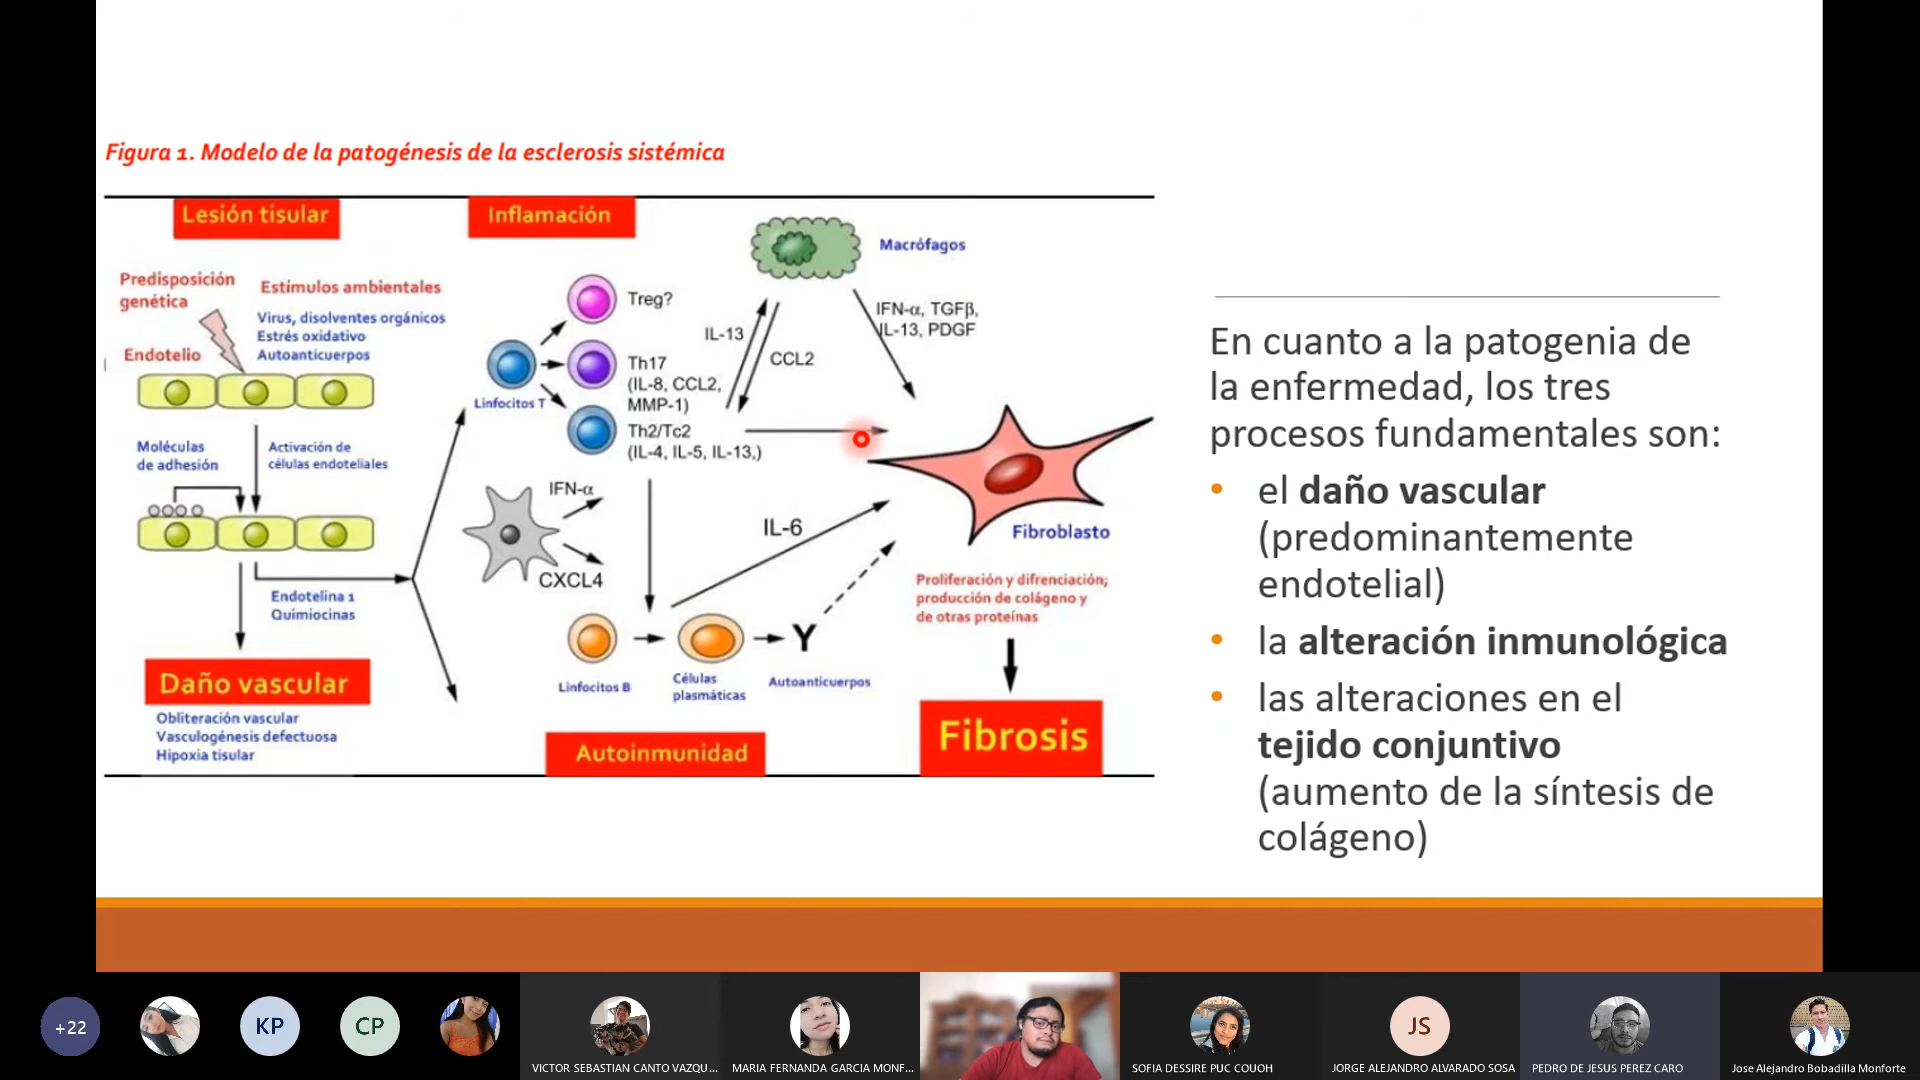 Figura 1. Modelo de la patogénesis de la esclerosis sistémica
Lesión tisular
Inflamación
Predisposición
genética
Estímulos ambientales
Virus, disolventes orgánicos
Estrés oxidativo
Autoanticuerpos
Endotelio
Moléculas
de adhesión
Activación de
células endoteliales
Endotelina 1
Quimiocinas
Daño vascular
Obliteración vascular
Vasculogénesis defectuosa
Hipoxia tisular
Linfocitos T
Treg?
Th17
(IL-8, CCL2,
MMP-1)
Th2/Tc2
(IL-4, IL-5, IL-13,)
IFN-α
CXCL4
Linfocitos B
Células
plasmáticas
Y
Autoanticuerpos
Autoinmunidad
Macrófagos
IL-13
CCL2
IFN-α, TGFβ,
IL-13, PDGF
IL-6
Fibroblasto
Proliferación y difrenciación;
producción de colágeno y
de otras proteínas
Fibrosis
En cuanto a la patogenia de
la enfermedad, los tres
procesos fundamentales son:
• el daño vascular
(predominantemente
endotelial)
• la alteración inmunológica
• las alteraciones en el
tejido conjuntivo
(aumento de la síntesis de
colágeno)
+22
KP
CP
VICTOR SEBASTIAN CANTO VAZQU...
MARIA FERNANDA GARCIA MONF...
SOFIA DESSIRE PUC COUOH
JS
JORGE ALEJANDRO ALVARADO SOSA
PEDRO DE JESUS PEREZ CARO
Jose Alejandro Bobadilla Monforte